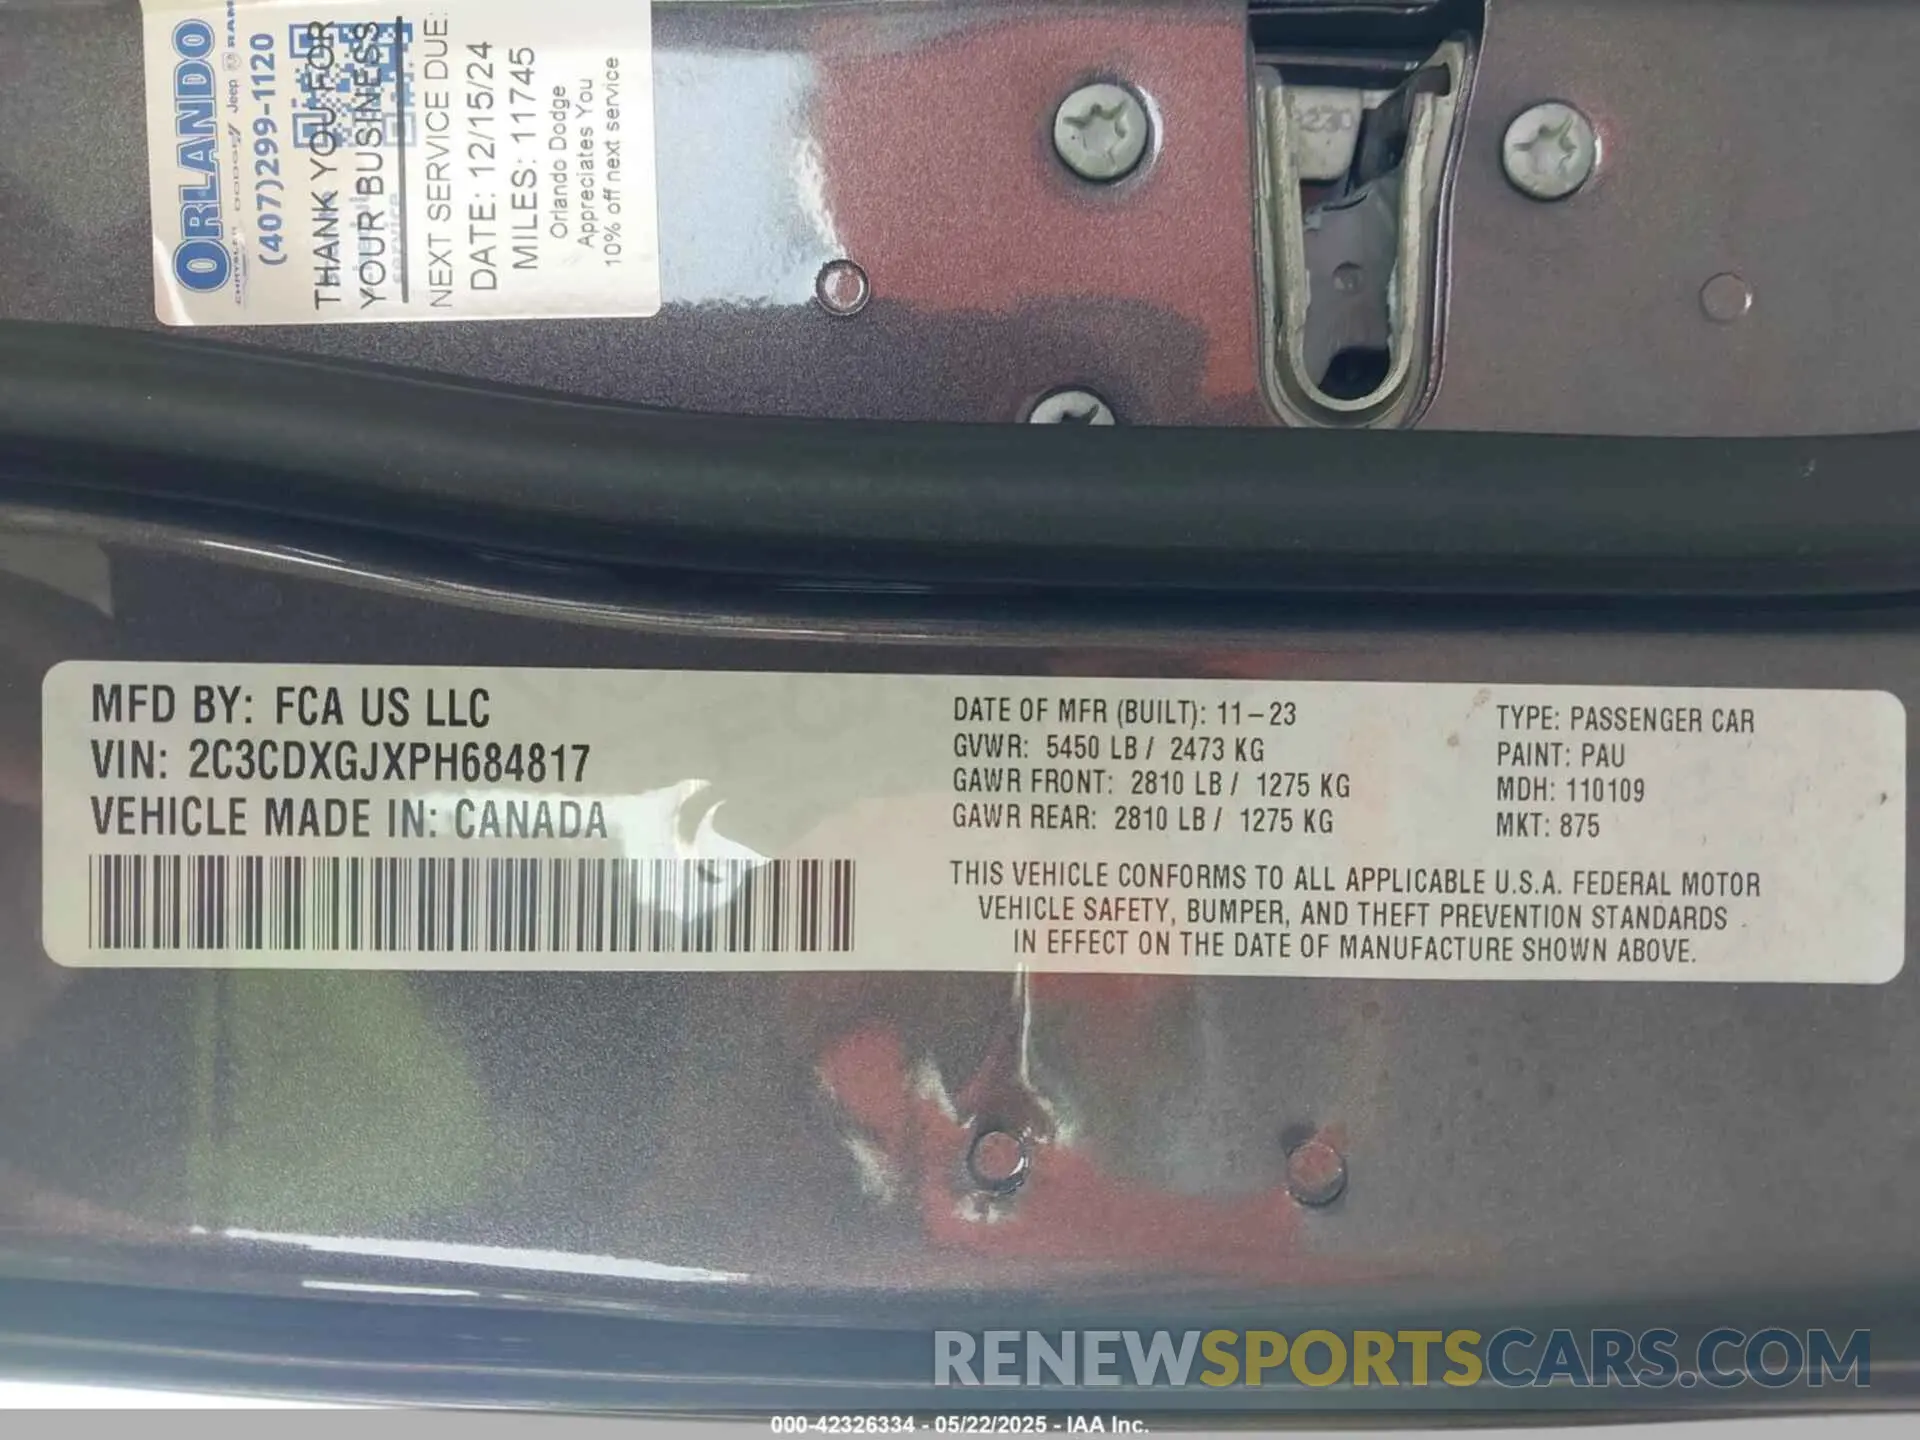 ORLANDO
CHRYSLER DODGE Jeep RAM
(407)299-1120
THANK YOU FOR
YOUR BUSINESS
NEXT SERVICE DUE:
DATE: 12/15/24
MILES: 11745
Orlando Dodge
Appreciates You
10% off next service
MFD BY: FCA US LLC
VIN: 2C3CDXGJXPH684817
VEHICLE MADE IN: CANADA
DATE OF MFR (BUILT): 11-23
GVWR: 5450 LB / 2473 KG
GAWR FRONT: 2810 LB / 1275 KG
GAWR REAR: 2810 LB / 1275 KG
TYPE: PASSENGER CAR
PAINT: PAU
MDH: 110109
MKT: 875
THIS VEHICLE CONFORMS TO ALL APPLICABLE U.S.A. FEDERAL MOTOR
VEHICLE SAFETY, BUMPER, AND THEFT PREVENTION STANDARDS
IN EFFECT ON THE DATE OF MANUFACTURE SHOWN ABOVE.
RENEWSPORTSCARS.COM
000-42326334 - 05/22/2025 - IAA Inc.